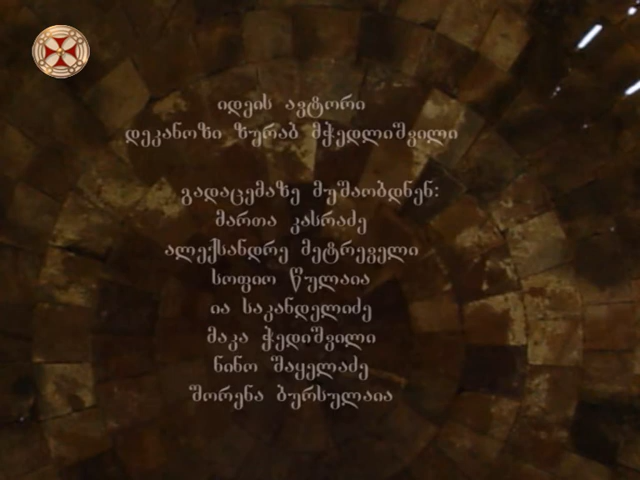 იდეის ავტორი
დეკანოზი ზურაბ მჭედლიშვილი
გადაცემაზე მუშაობდნენ:
მართა კასრაძე
ალექსანდრე მეტრეველი
სოფიო წულაია
ია საკანდელიძე
მაკა ჭედიშვილი
ნინო შაყელაძე
შორენა ბურსულაია